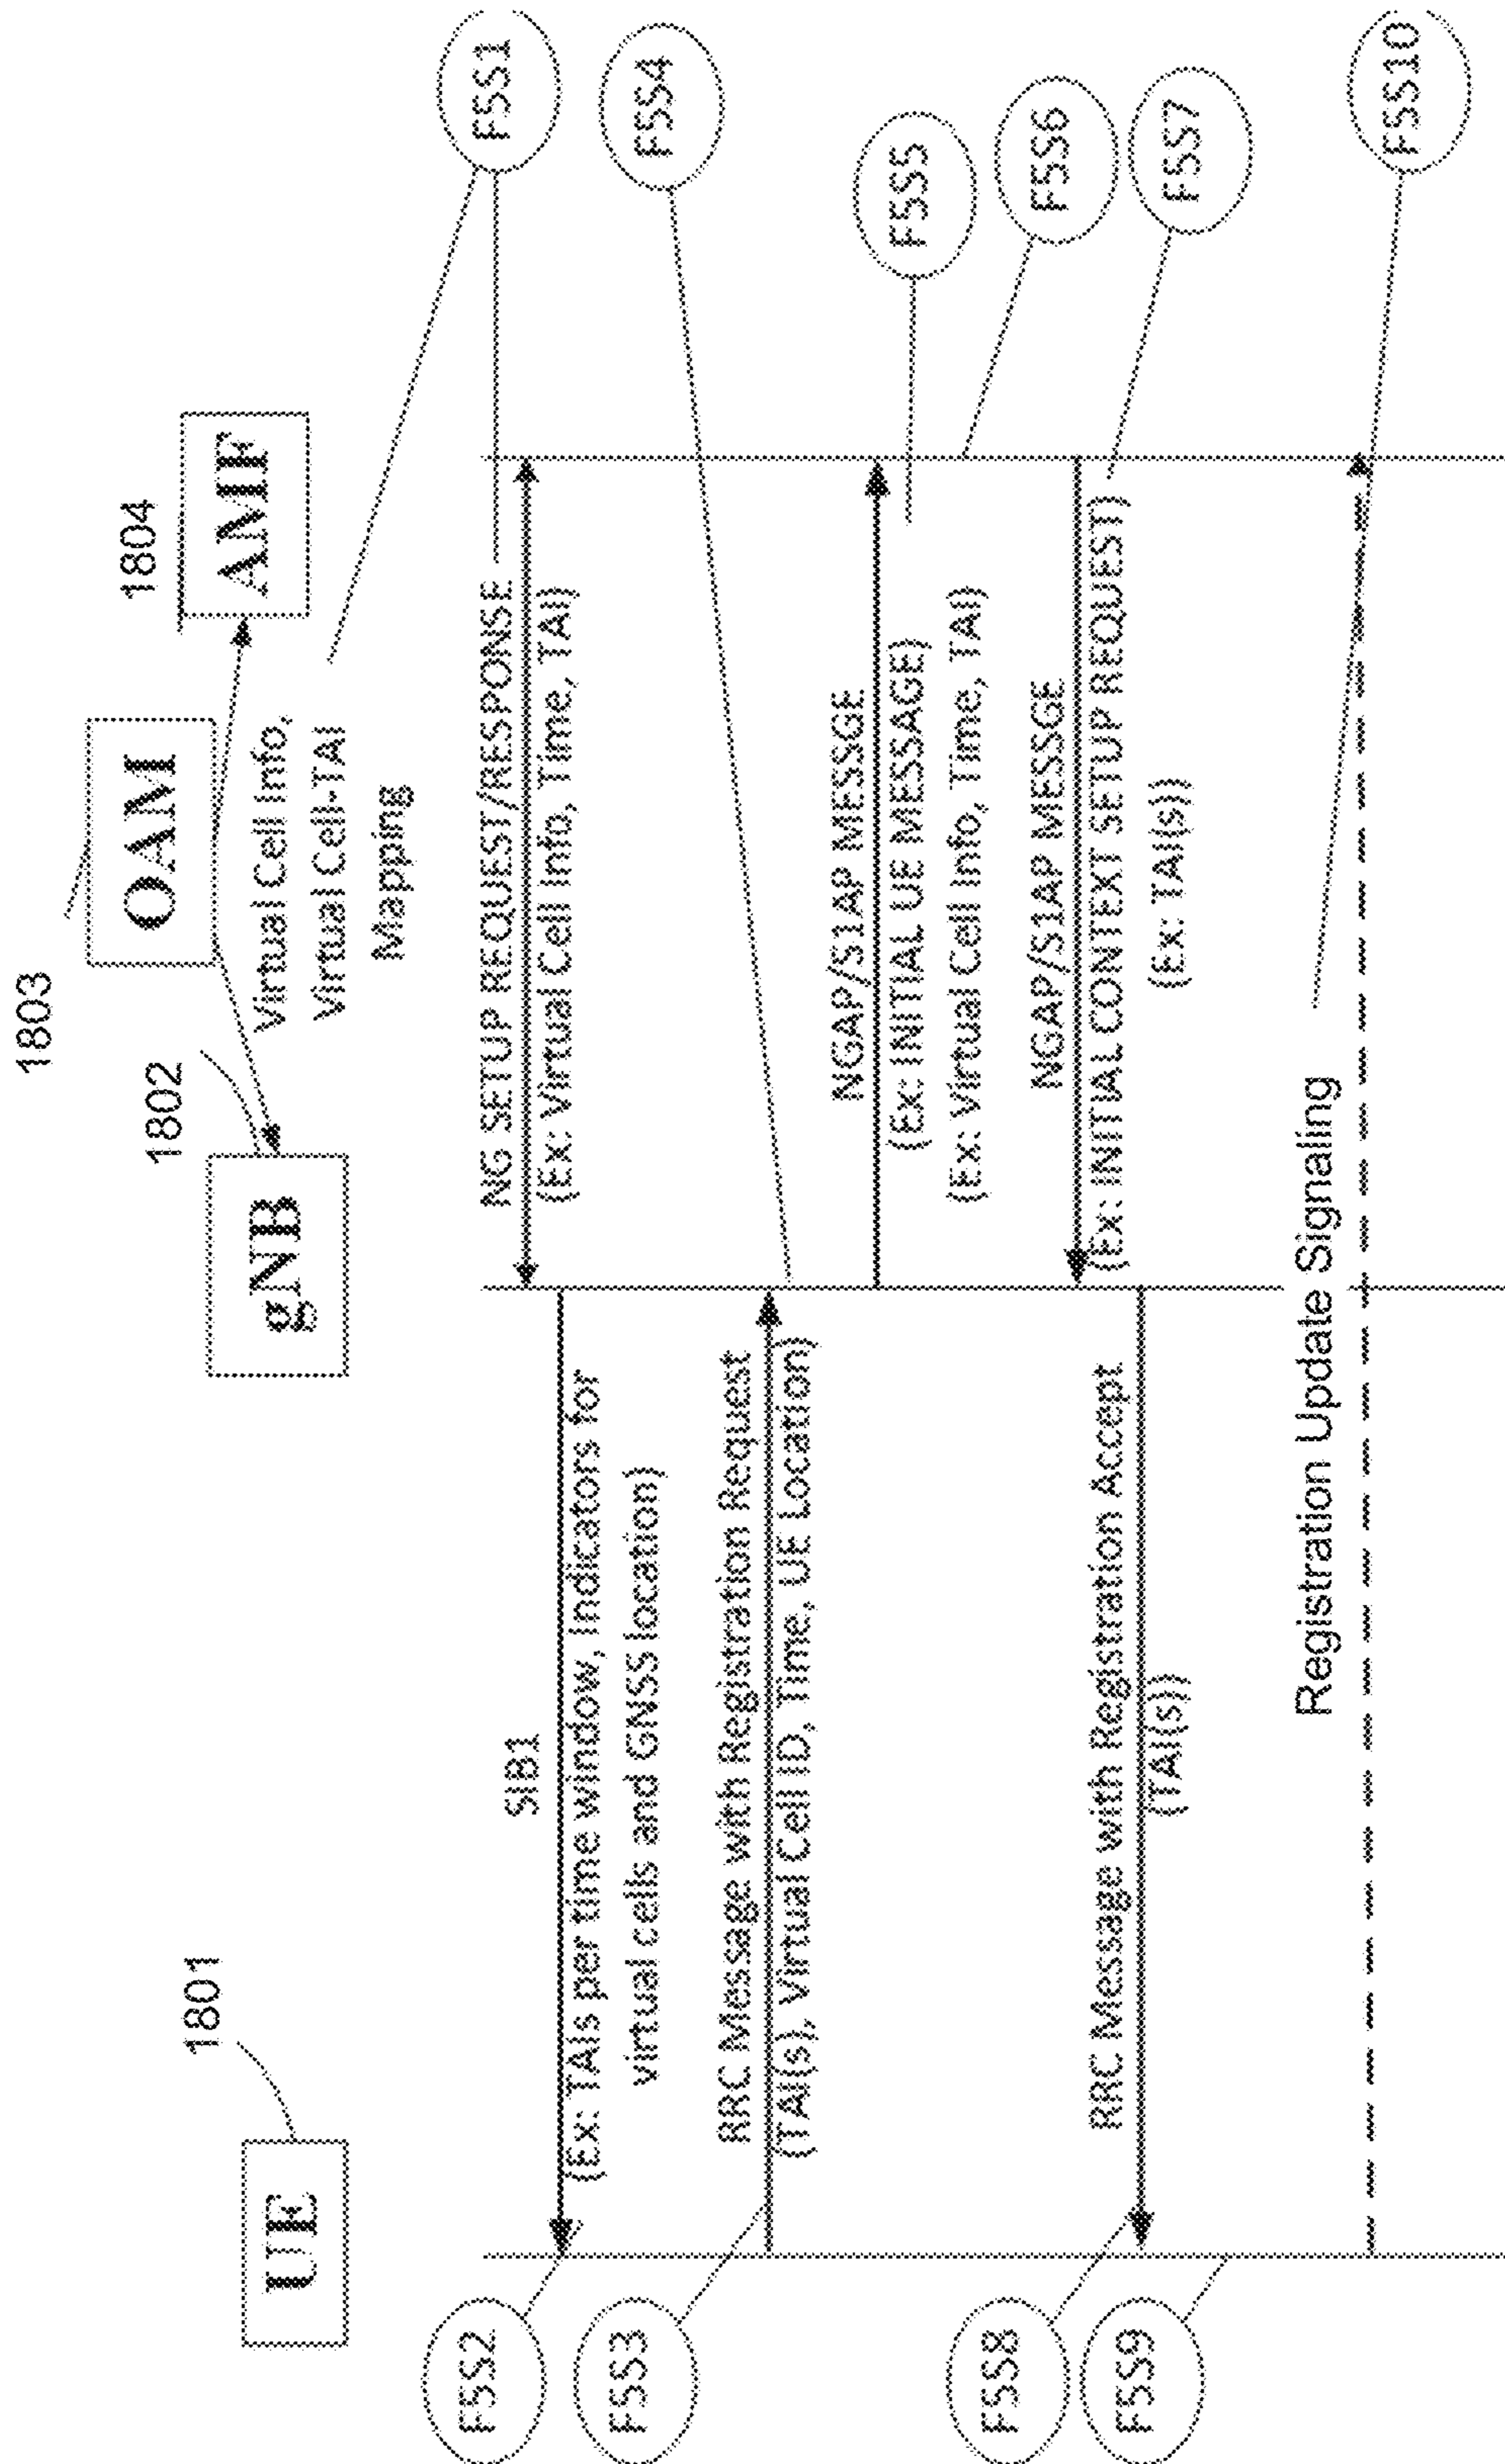 1803
1802
1804
1801
UE
gNB
OAM
AMF
Virtual Cell Info,
Virtual Cell-TAI
Mapping
F5S1
NG SETUP REQUEST/RESPONSE
(Ex: Virtual Cell Info, Time, TAI)
F5S2
SIB1
(Ex: TAIs per time window, Indicators for
virtual cells and GNSS location)
F5S3
RRC Message with Registration Request
(TAI(s), Virtual Cell ID, Time, UE Location)
F5S4
NGAP/S1AP MESSGE
(Ex: INITIAL UE MESSAGE)
(Ex: Virtual Cell Info, Time, TAI)
F5S5
F5S6
NGAP/S1AP MESSGE
(Ex: INITIAL CONTEXT SETUP REQUEST)
(Ex: TAI(s))
F5S7
F5S8
RRC Message with Registration Accept
(TAI(s))
F5S9
Registration Update Signaling
F5S10